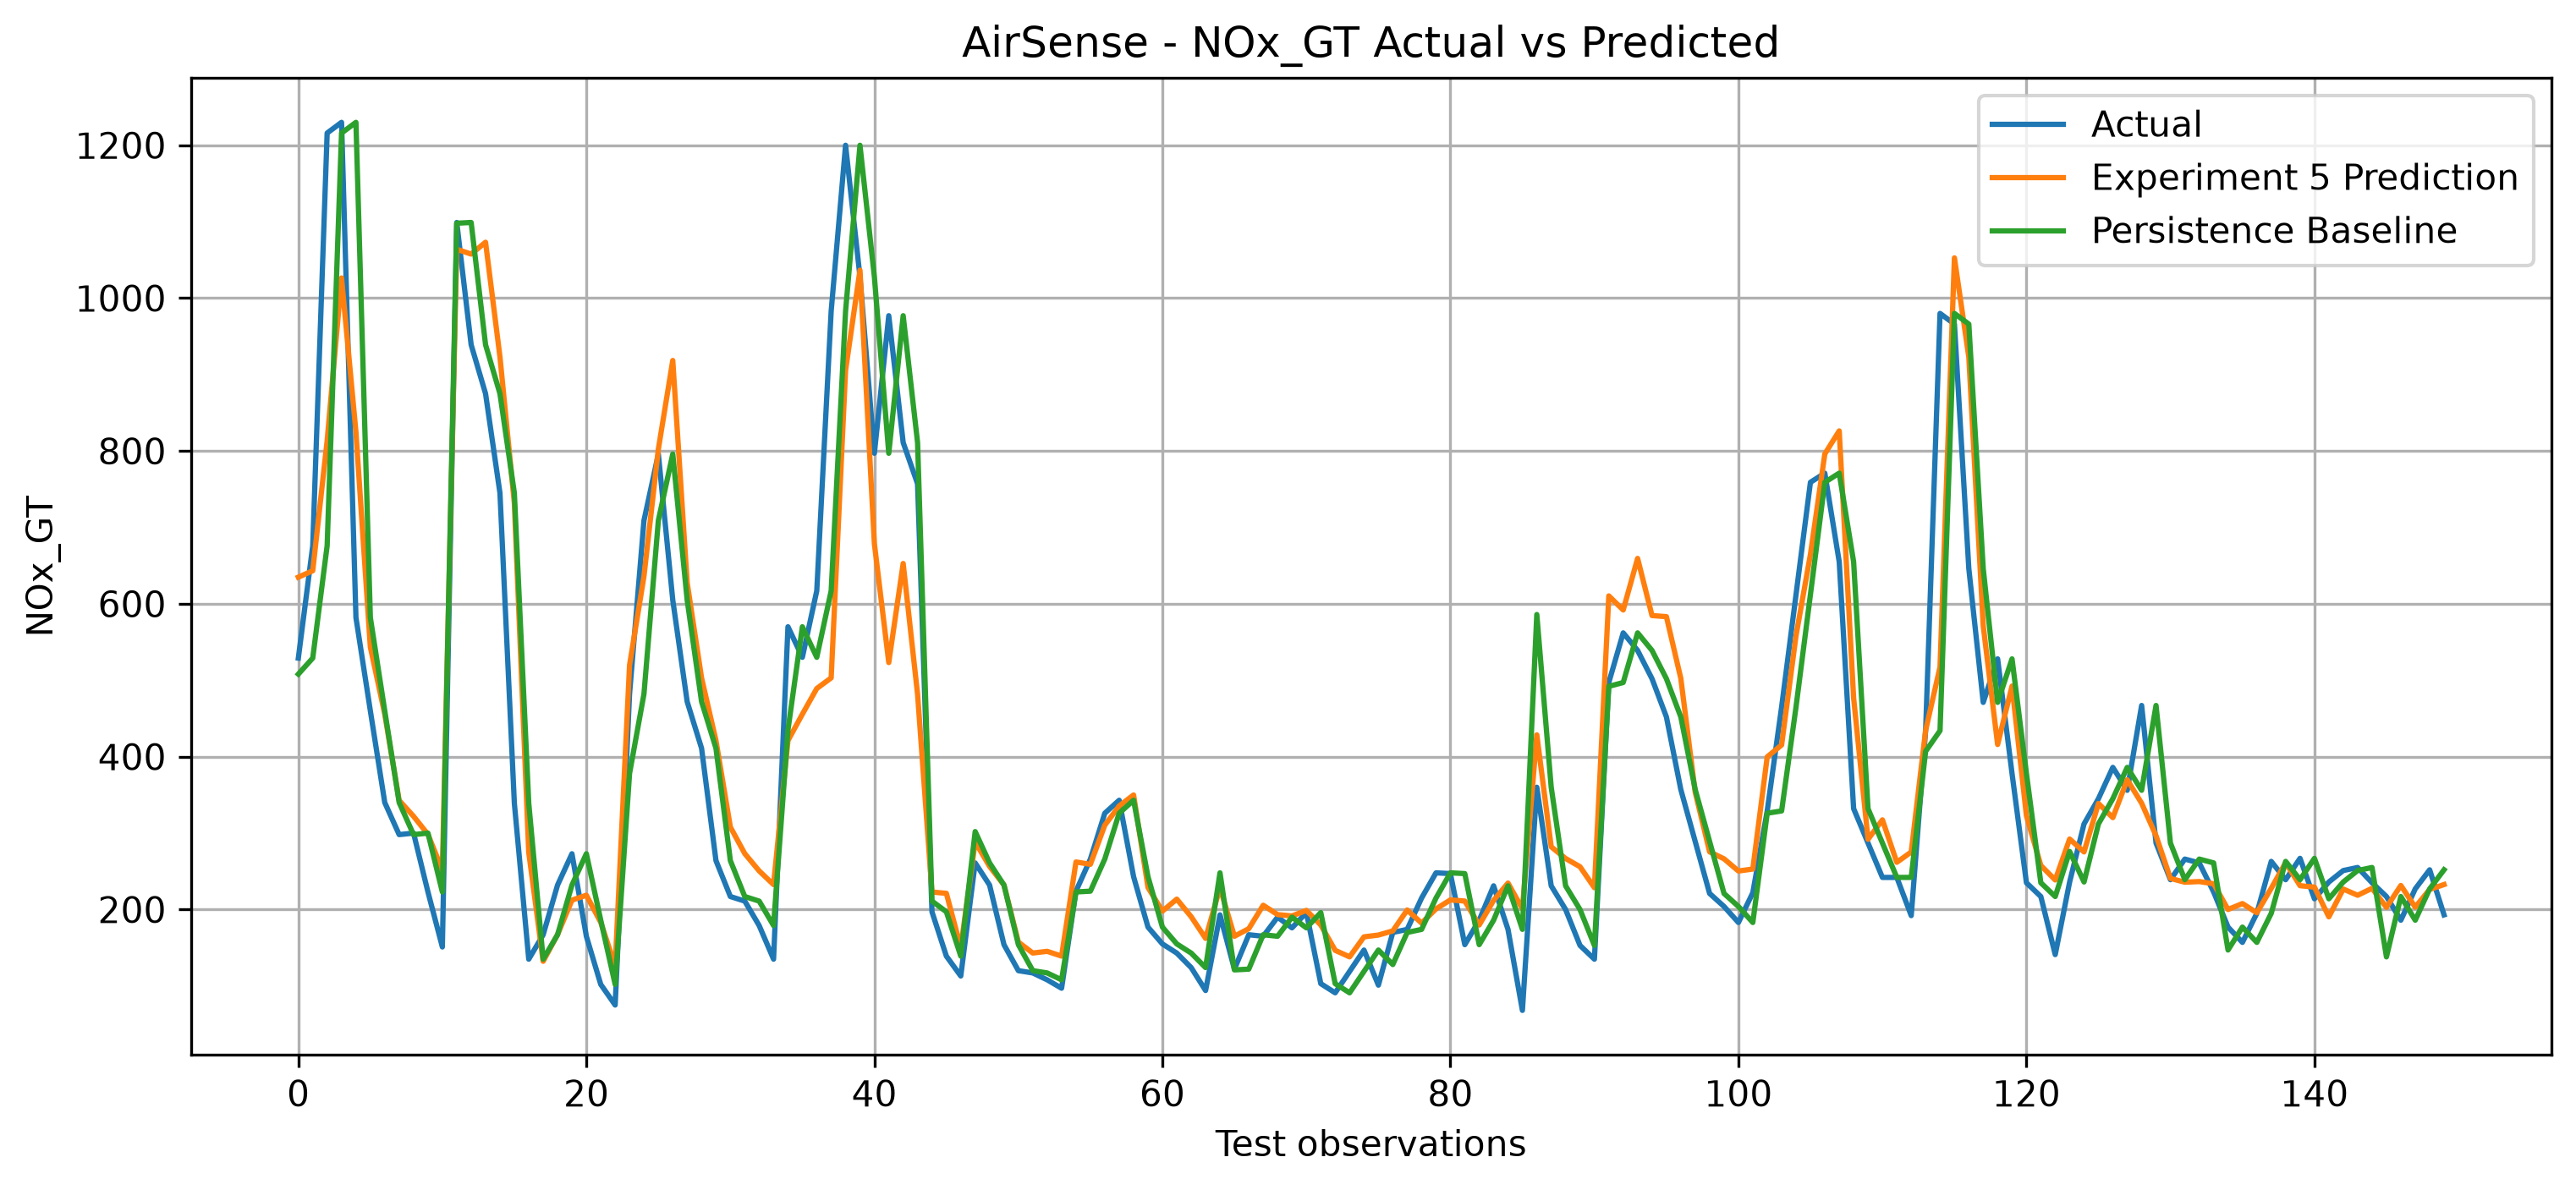 AirSense - NOx_GT Actual vs Predicted
Actual
Experiment 5 Prediction
Persistence Baseline
NOx_GT
1200
1000
800
600
400
200
0 20 40 60 80 100 120 140
Test observations